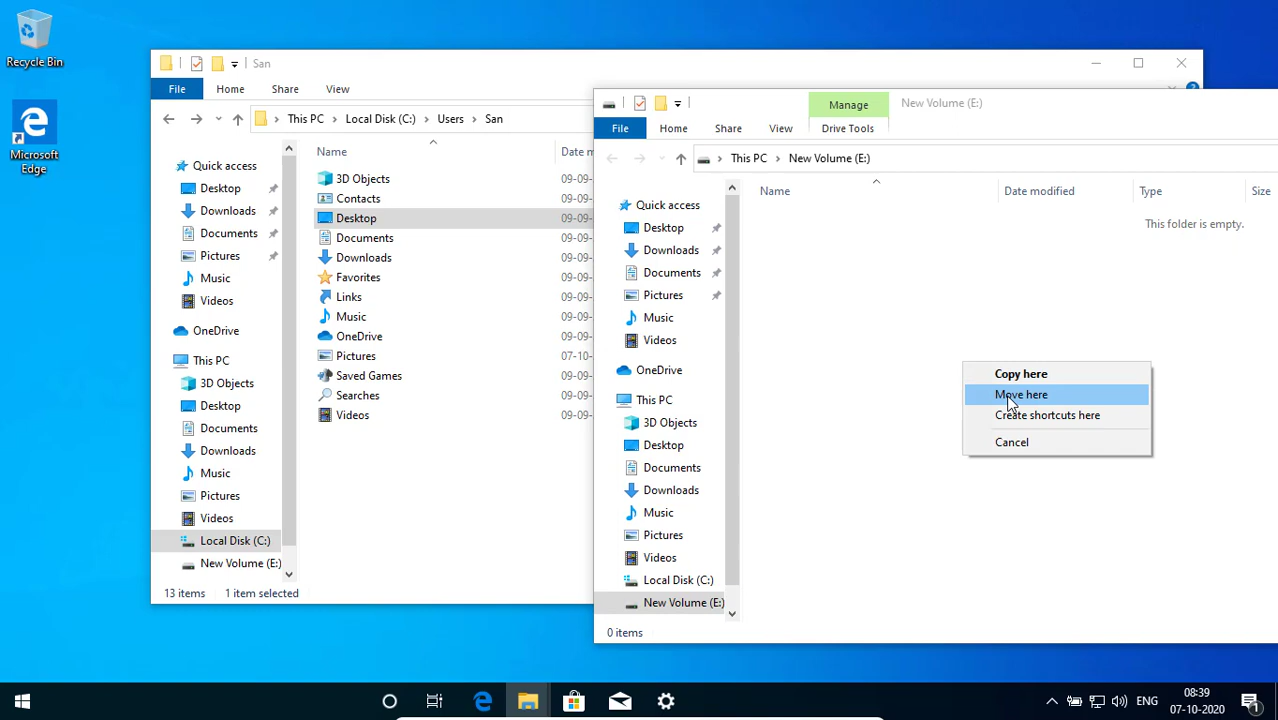 Recycle Bin
Microsoft
Edge
San
File
Home
Share
View
This PC
Local Disk (C:)
Users
San
Name
Date m
Quick access
Desktop
Downloads
Documents
Pictures
Music
Videos
OneDrive
This PC
3D Objects
Desktop
Documents
Downloads
Music
Pictures
Videos
Local Disk (C:)
New Volume (E:)
3D Objects
09-09-
Contacts
09-09-
Desktop
09-09-
Documents
09-09-
Downloads
09-09-
Favorites
09-09-
Links
09-09-
Music
09-09-
OneDrive
09-09-
Pictures
07-10-
Saved Games
09-09-
Searches
09-09-
Videos
09-09-
13 items
1 item selected
Manage
New Volume (E:)
File
Home
Share
View
Drive Tools
This PC
New Volume (E:)
Name
Date modified
Type
Size
This folder is empty.
Quick access
Desktop
Downloads
Documents
Pictures
Music
Videos
OneDrive
This PC
3D Objects
Desktop
Documents
Downloads
Music
Pictures
Videos
Local Disk (C:)
New Volume (E:)
0 items
Copy here
Move here
Create shortcuts here
Cancel
ENG
08:39
07-10-2020
1